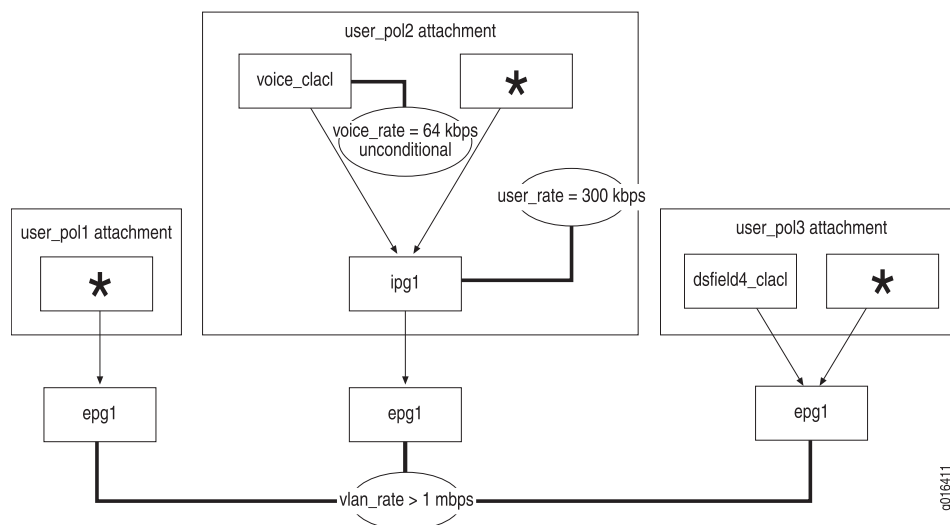 user_pol2 attachment
voice_clacl
*
voice_rate = 64 kbps
unconditional
user_rate = 300 kbps
user_pol1 attachment
*
ipg1
user_pol3 attachment
dsfield4_clacl
*
epg1
epg1
epg1
vlan_rate > 1 mbps
g016411